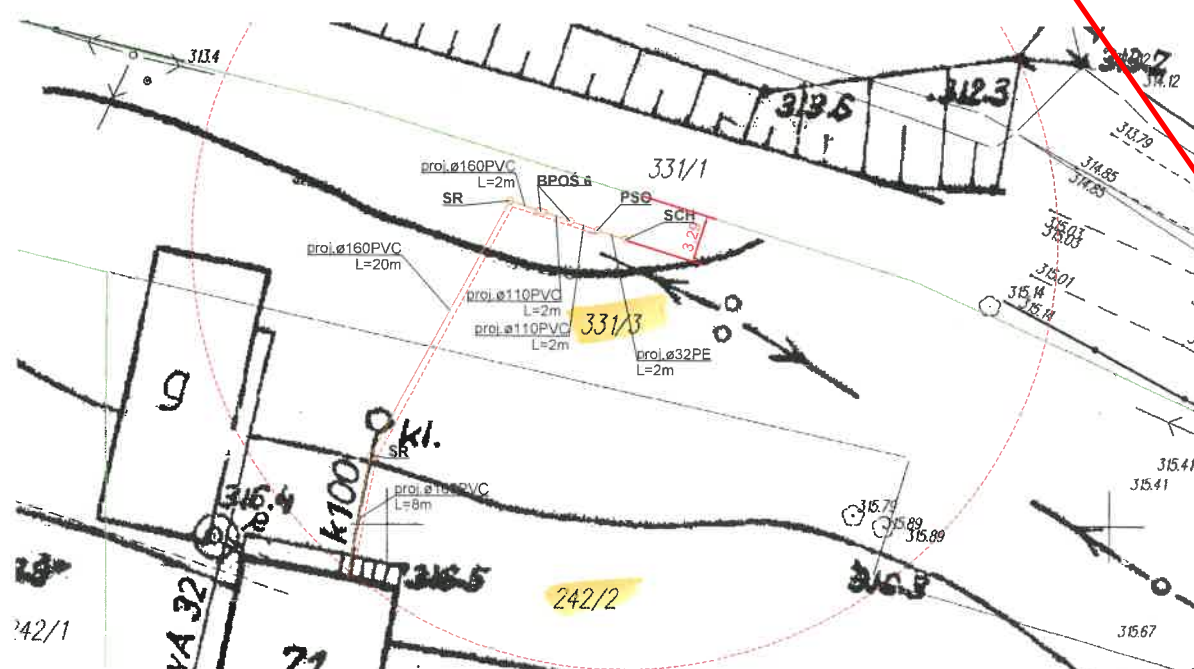 313.4
313.6
312.3
314.12
313.79
314.85
314.85
331/1
proj.ø160PVC
L=2m
BPOŚ 6
SR
PSO
SCH
3,29
315.03
315.03
315.01
315.14
315.14
proj.ø160PVC
L=20m
proj.ø110PVC
L=2m
proj.ø110PVC
L=2m
331/3
proj.ø32PE
L=2m
g
kl.
SR
k100
proj.ø160PVC
L=8m
316.4
316.5
315.79
315.89
315.89
316.3
315.41
315.41
242/2
242/1
315.67